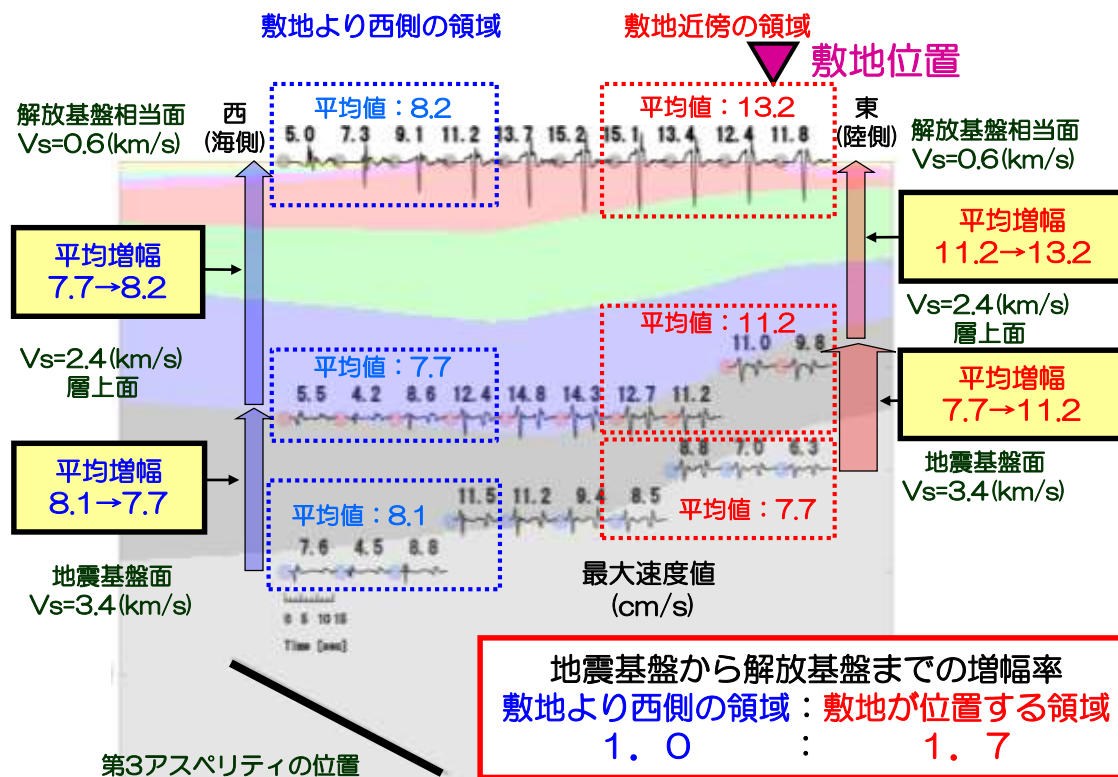 敷地より西側の領域
敷地近傍の領域
敷地位置
解放基盤相当面
Vs=0.6(km/s)
西
(海側)
平均値：8.2
5.0 7.3 9.1 11.2 13.7 15.2 15.1 13.4 12.4 11.8
平均値：13.2
東
(陸側)
解放基盤相当面
Vs=0.6(km/s)
平均増幅
7.7→8.2
平均増幅
11.2→13.2
Vs=2.4(km/s)
層上面
Vs=2.4(km/s)
層上面
平均値：7.7
5.5 4.2 8.6 12.4 14.8 14.3 12.7 11.2
平均値：11.2
11.0 9.8
平均増幅
7.7→11.2
平均増幅
8.1→7.7
平均値：8.1
7.6 4.5 8.8
11.5 11.2 9.4 8.5
8.8 7.0 6.3
平均値：7.7
地震基盤面
Vs=3.4(km/s)
地震基盤面
Vs=3.4(km/s)
0 5 10 15
Time [sec]
最大速度値
(cm/s)
第3アスペリティの位置
地震基盤から解放基盤までの増幅率
敷地より西側の領域：敷地が位置する領域
1．0 ： 1．7